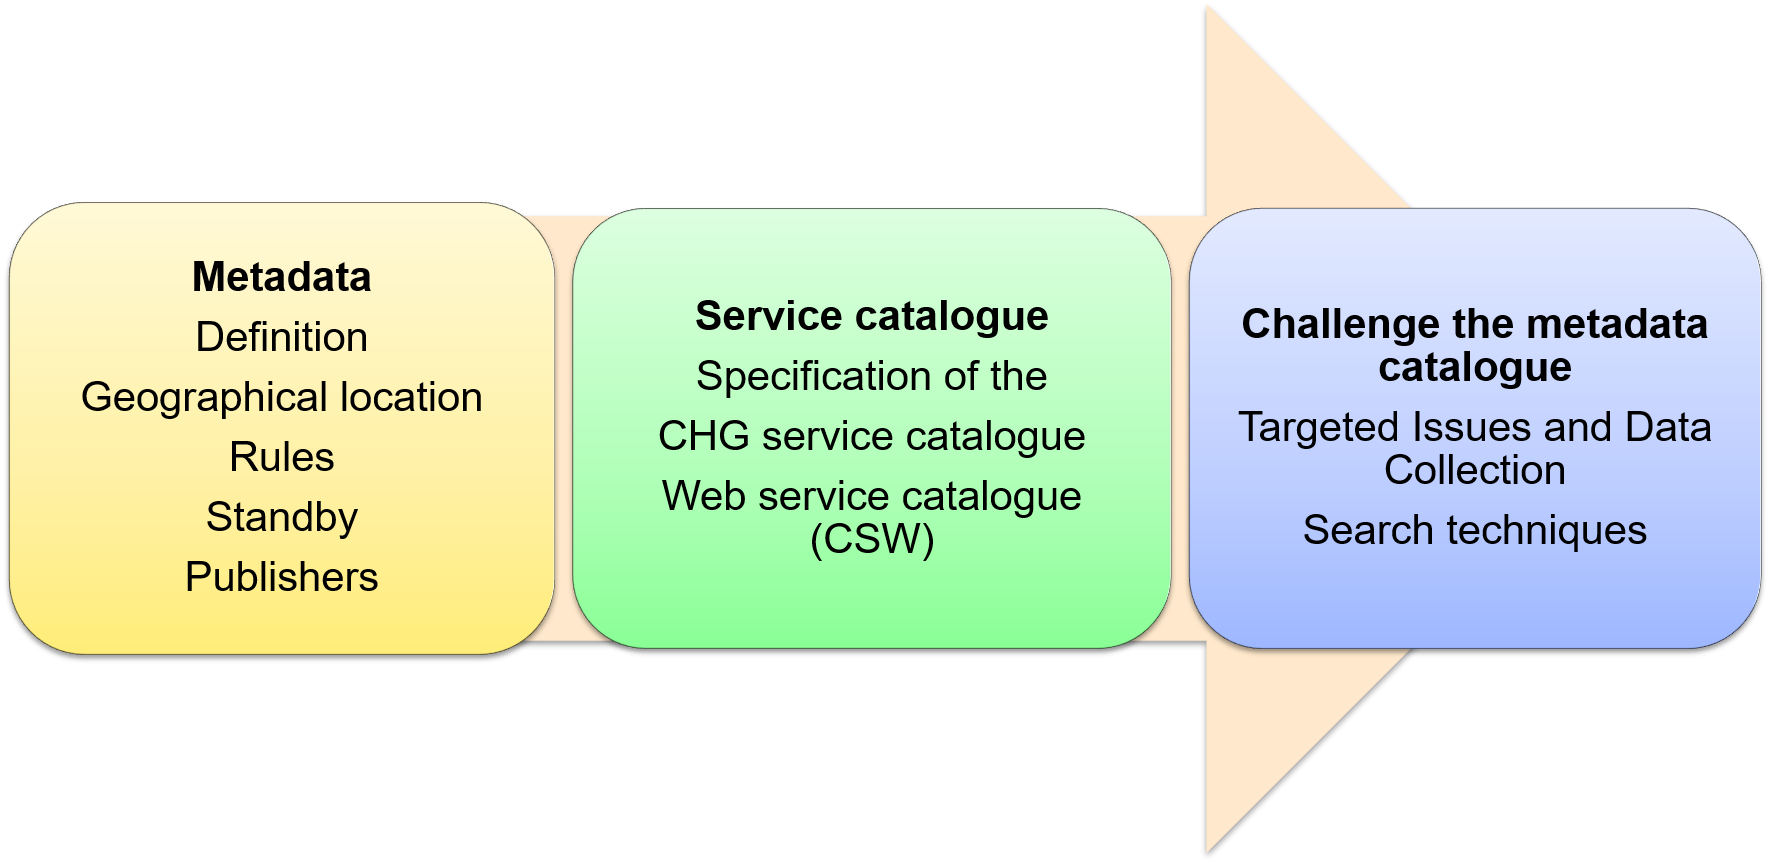 Metadata
Definition
Geographical location
Rules
Standby
Publishers
Service catalogue
Specification of the
CHG service catalogue
Web service catalogue
(CSW)
Challenge the metadata
catalogue
Targeted Issues and Data
Collection
Search techniques